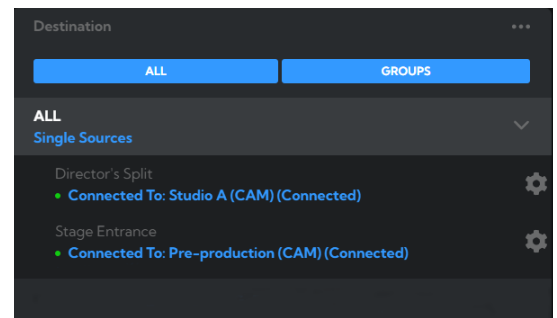 Destination
ALL
GROUPS
ALL
Single Sources
Director's Split
Connected To: Studio A (CAM) (Connected)
Stage Entrance
Connected To: Pre-production (CAM) (Connected)